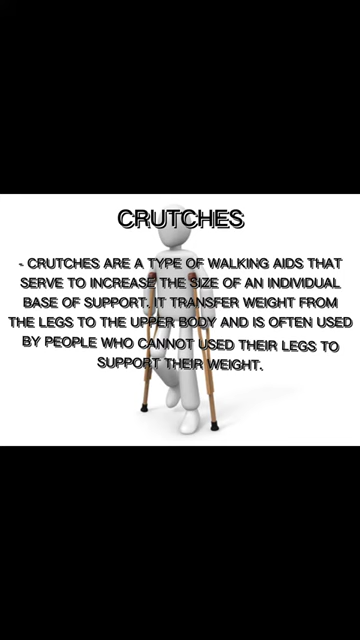 CRUTCHES
- CRUTCHES ARE A TYPE OF WALKING AIDS THAT
SERVE TO INCREASE THE SIZE OF AN INDIVIDUAL
BASE OF SUPPORT. IT TRANSFER WEIGHT FROM
THE LEGS TO THE UPPER BODY AND IS OFTEN USED
BY PEOPLE WHO CANNOT USED THEIR LEGS TO
SUPPORT THEIR WEIGHT.